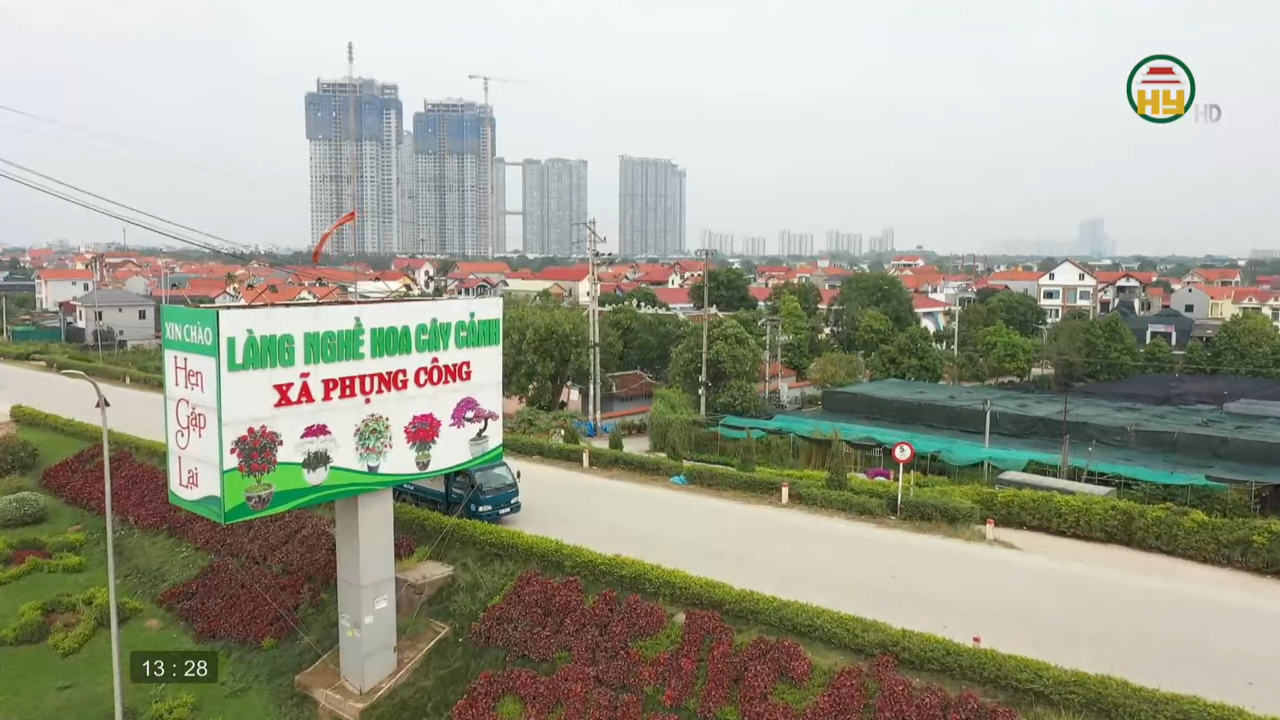 HY HD
XIN CHÀO
Hẹn
Gặp
Lại
LÀNG NGHỀ HOA CÂY CẢNH
XÃ PHỤNG CÔNG
13 : 28